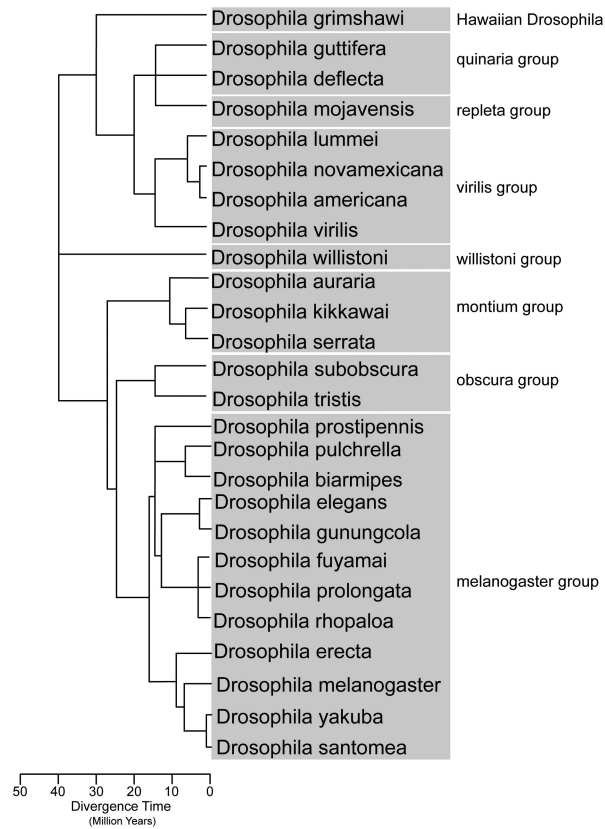 Drosophila grimshawi
Hawaiian Drosophila
Drosophila guttifera
quinaria group
Drosophila deflecta
Drosophila mojavensis
repleta group
Drosophila lummei
Drosophila novamexicana
virilis group
Drosophila americana
Drosophila virilis
Drosophila willistoni
willistoni group
Drosophila auraria
montium group
Drosophila kikkawai
Drosophila serrata
Drosophila subobscura
obscura group
Drosophila tristis
Drosophila prostipennis
Drosophila pulchrella
Drosophila biarmipes
Drosophila elegans
Drosophila gunungcola
Drosophila fuyamai
melanogaster group
Drosophila prolongata
Drosophila rhopaloa
Drosophila erecta
Drosophila melanogaster
Drosophila yakuba
Drosophila santomea
50 40 30 20 10 0
Divergence Time
(Million Years)